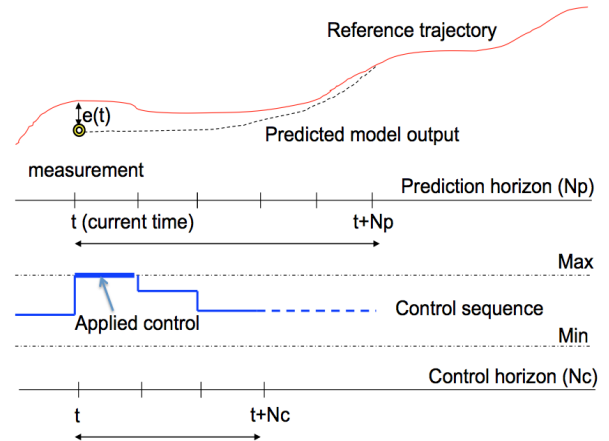 Reference trajectory
e(t)
Predicted model output
measurement
Prediction horizon (Np)
t (current time)
t+Np
Max
Control sequence
Applied control
Min
Control horizon (Nc)
t
t+Nc